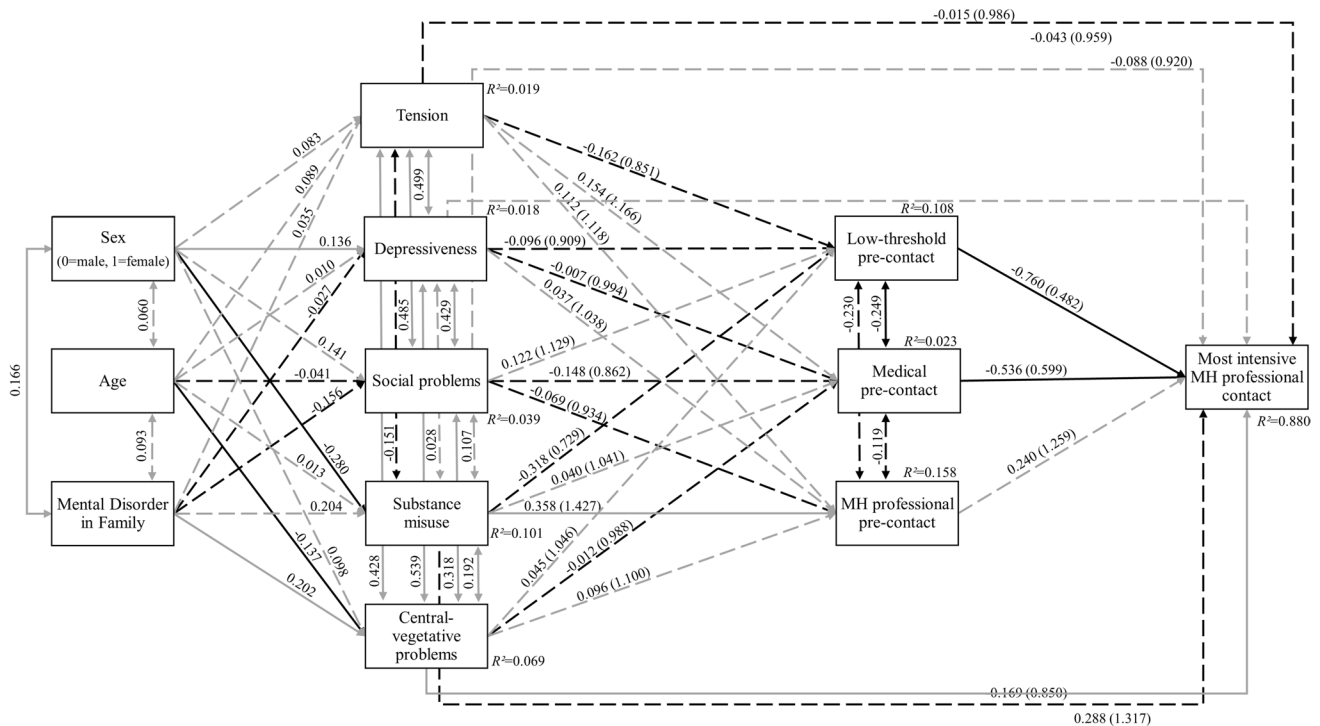 -0.015 (0.986)
-0.043 (0.959)
-0.088 (0.920)
Tension
R²=0.019
0.083
0.089
0.035
0.499
-0.162 (0.851)
0.154 (1.166)
0.112 (1.118)
Sex
(0=male, 1=female)
0.136
Depressiveness
R²=0.018
-0.096 (0.909)
-0.007 (0.994)
0.037 (1.038)
Low-threshold
pre-contact
R²=0.108
0.010
-0.027
0.060
0.141
0.485
0.429
-0.230
-0.249
-0.760 (0.482)
0.166
Age
-0.041
-0.156
Social problems
R²=0.039
0.122 (1.129)
-0.148 (0.862)
-0.069 (0.934)
Medical
pre-contact
R²=0.023
-0.536 (0.599)
Most intensive
MH professional
contact
R²=0.880
0.093
0.013
-0.280
-0.151
0.028
0.107
-0.318 (0.729)
0.040 (1.041)
-0.119
0.240 (1.259)
Mental Disorder
in Family
0.204
Substance
misuse
R²=0.101
0.358 (1.427)
MH professional
pre-contact
R²=0.158
-0.137
0.098
0.202
0.428
0.539
0.318
0.192
0.045 (1.046)
-0.012 (0.988)
0.096 (1.100)
Central-
vegetative
problems
R²=0.069
0.169 (0.850)
0.288 (1.317)